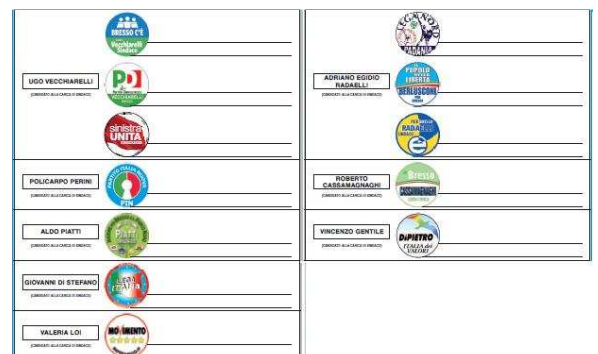 BRESSO C'È
Vecchiarelli
Sindaco
UGO VECCHIARELLI
(CANDIDATO ALLA CARICA DI SINDACO)
PD
VECCHIARELLI
sinistra
UNITA
POLICARPO PERINI
(CANDIDATO ALLA CARICA DI SINDACO)
ALDO PIATTI
(CANDIDATO ALLA CARICA DI SINDACO)
PIATTI
GIOVANNI DI STEFANO
(CANDIDATO ALLA CARICA DI SINDACO)
LEGA
ITALIA
VALERIA LOI
(CANDIDATO ALLA CARICA DI SINDACO)
MOVIMENTO
LEGA NORD
PADANIA
ADRIANO EGIDIO
RADAELLI
(CANDIDATO ALLA CARICA DI SINDACO)
POPOLO
DELLA
LIBERTÀ
BERLUSCONI
RADAELLI
ROBERTO
CASSAMAGNAGHI
(CANDIDATO ALLA CARICA DI SINDACO)
Bresso
CASSAMAGNAGHI
VINCENZO GENTILE
(CANDIDATO ALLA CARICA DI SINDACO)
DIPIETRO
ITALIA dei
VALORI